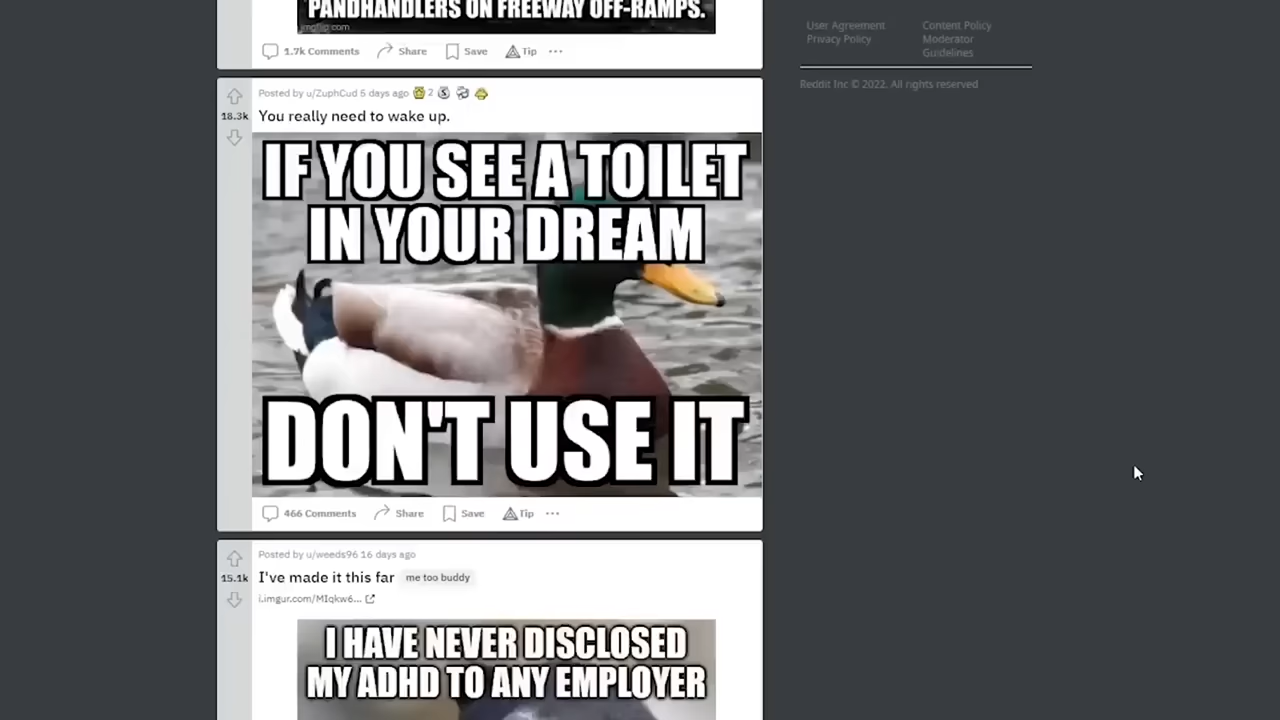 PANDHANDLERS ON FREEWAY OFF-RAMPS.
imgflip.com
1.7k Comments Share Save Tip
User Agreement Content Policy
Privacy Policy Moderator
Guidelines
Reddit Inc © 2022. All rights reserved
Posted by u/ZuphCud 5 days ago 2
18.3k
You really need to wake up.
IF YOU SEE A TOILET
IN YOUR DREAM
DON'T USE IT
466 Comments Share Save Tip
Posted by u/weeds96 16 days ago
15.1k
I've made it this far me too buddy
i.imgur.com/MIqkw6...
I HAVE NEVER DISCLOSED
MY ADHD TO ANY EMPLOYER